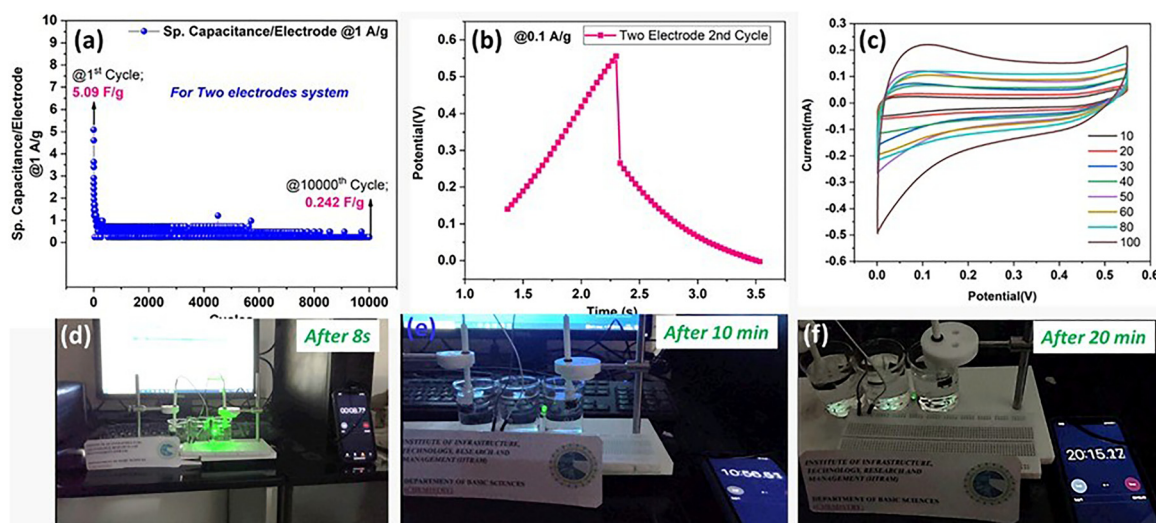 (a)
Sp. Capacitance/Electrode @1 A/g
@1st Cycle;
5.09 F/g
For Two electrodes system
@10000th Cycle;
0.242 F/g
Sp. Capacitance/Electrode
@1 A/g
10
9
8
7
6
5
4
3
2
1
0
0 2000 4000 6000 8000 10000
Cycles
(b)
@0.1 A/g
Two Electrode 2nd Cycle
Potential(V)
0.6
0.5
0.4
0.3
0.2
0.1
0.0
1.0 1.5 2.0 2.5 3.0 3.5
Time (s)
(c)
Current(mA)
0.3
0.2
0.1
0.0
-0.1
-0.2
-0.3
-0.4
-0.5
-0.6
10
20
30
40
50
60
80
100
0.0 0.1 0.2 0.3 0.4 0.5 0.6
Potential(V)
(d)
After 8s
(e)
After 10 min
INSTITUTE OF INFRASTRUCTURE,
TECHNOLOGY, RESEARCH AND
MANAGEMENT (IITRAM)
DEPARTMENT OF BASIC SCIENCES
(f)
After 20 min
20:15.12
INSTITUTE OF INFRASTRUCTURE,
TECHNOLOGY, RESEARCH AND
MANAGEMENT (IITRAM)
DEPARTMENT OF BASIC SCIENCES